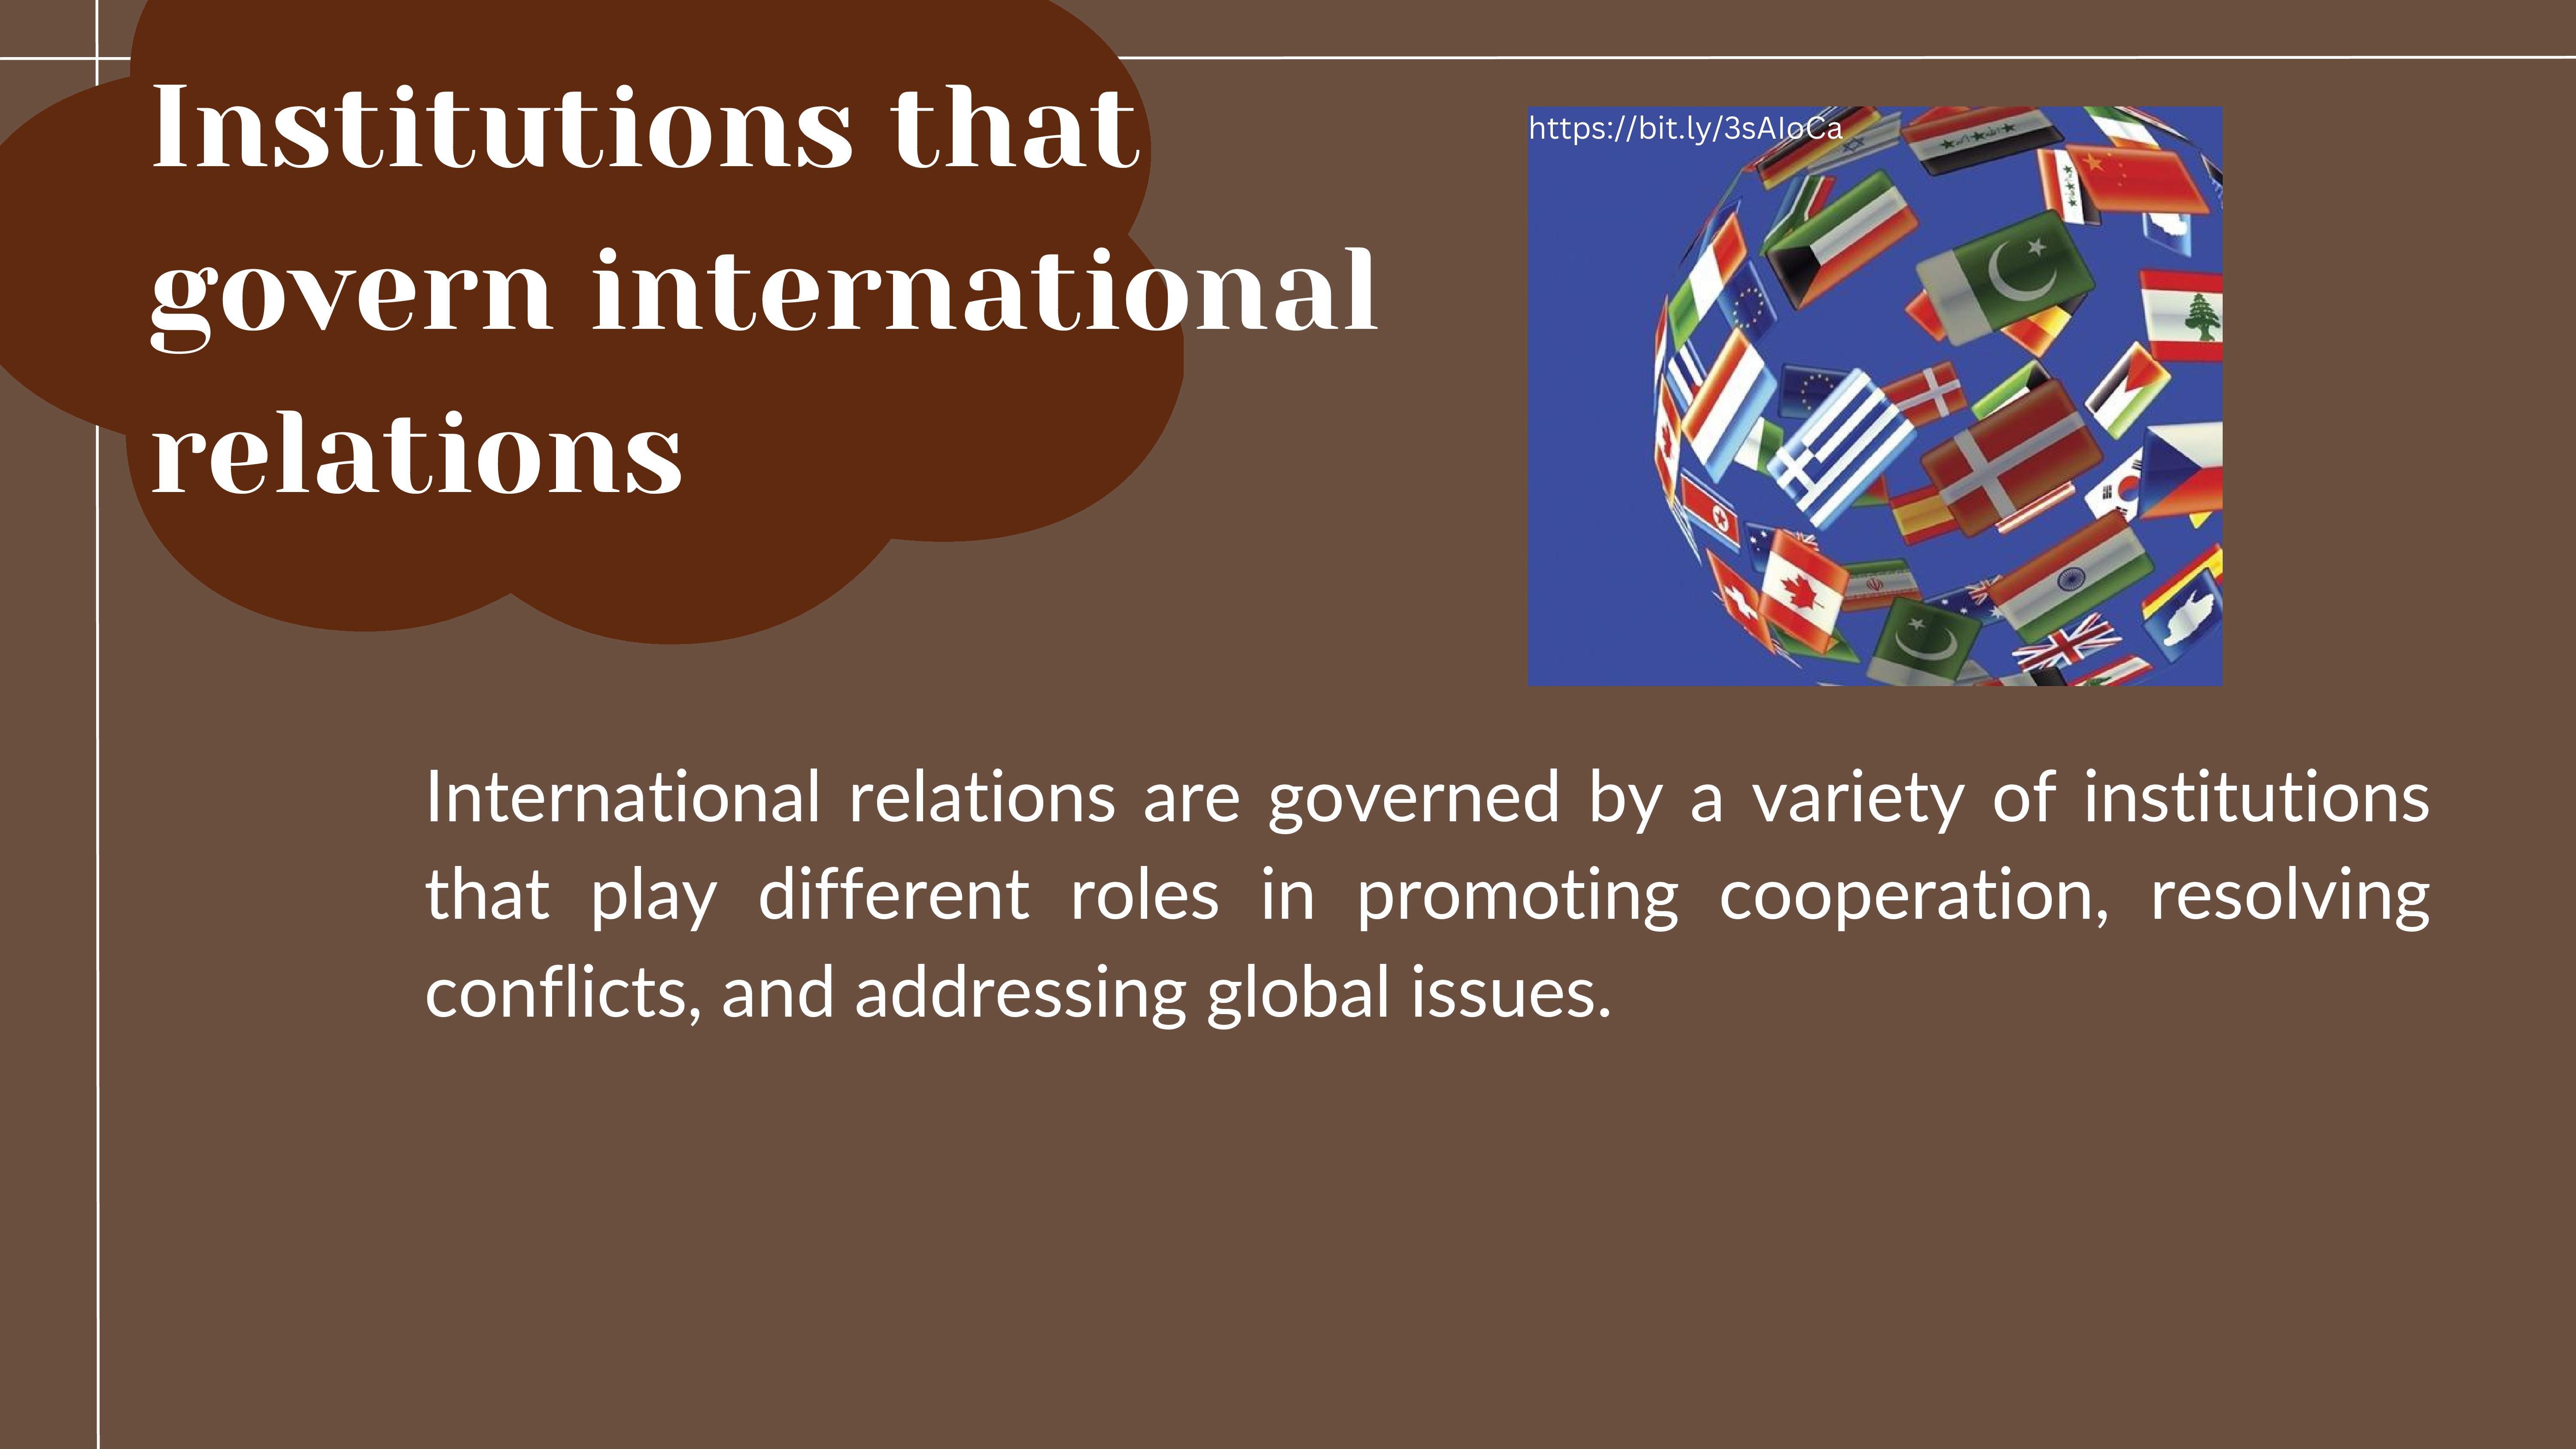 Institutions that
govern international
relations
https://bit.ly/3sAIoCa
International relations are governed by a variety of institutions
that play different roles in promoting cooperation, resolving
conflicts, and addressing global issues.